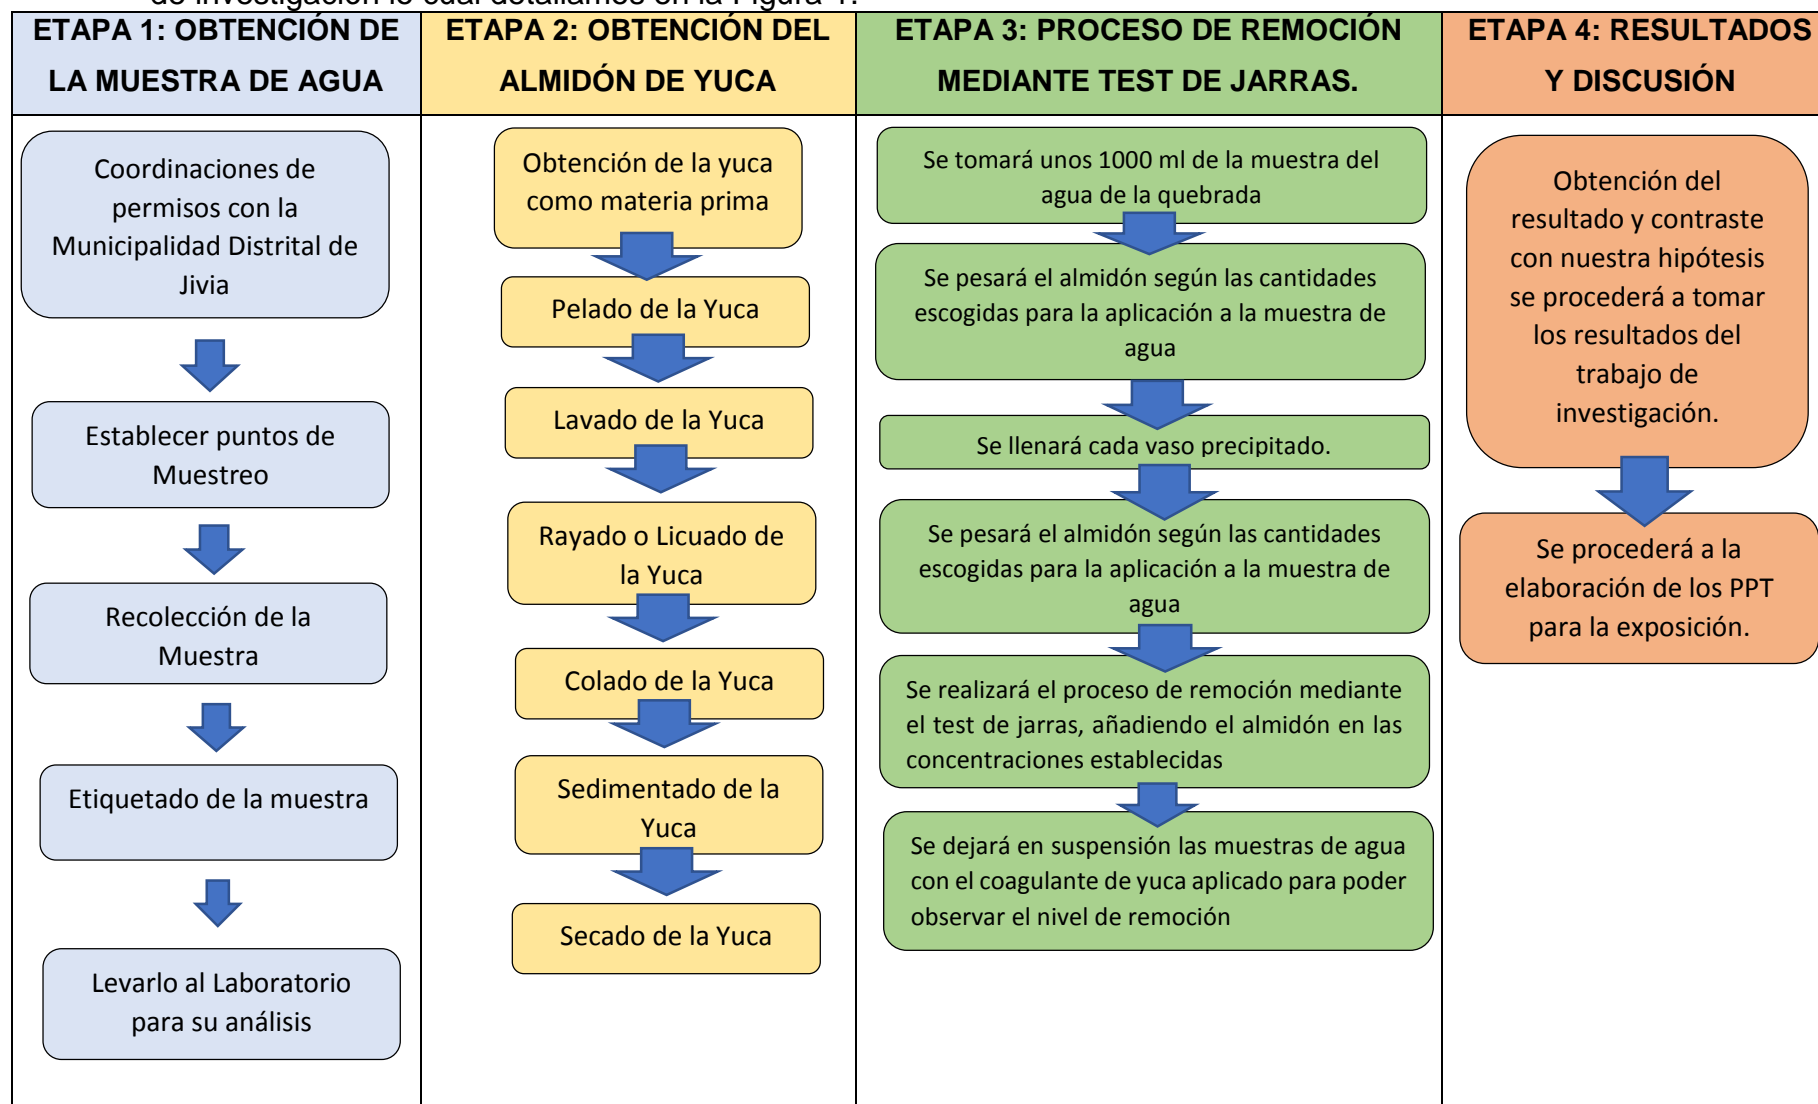 de investigación lo cual detallamos en la Figura 1.
ETAPA 1: OBTENCIÓN DE
LA MUESTRA DE AGUA
Coordinaciones de
permisos con la
Municipalidad Distrital de
Jivia
Establecer puntos de
Muestreo
Recolección de la
Muestra
Etiquetado de la muestra
Levarlo al Laboratorio
para su análisis
ETAPA 2: OBTENCIÓN DEL
ALMIDÓN DE YUCA
Obtención de la yuca
como materia prima
Pelado de la Yuca
Lavado de la Yuca
Rayado o Licuado de
la Yuca
Colado de la Yuca
Sedimentado de la
Yuca
Secado de la Yuca
ETAPA 3: PROCESO DE REMOCIÓN
MEDIANTE TEST DE JARRAS.
Se tomará unos 1000 ml de la muestra del
agua de la quebrada
Se pesará el almidón según las cantidades
escogidas para la aplicación a la muestra de
agua
Se llenará cada vaso precipitado.
Se pesará el almidón según las cantidades
escogidas para la aplicación a la muestra de
agua
Se realizará el proceso de remoción mediante
el test de jarras, añadiendo el almidón en las
concentraciones establecidas
Se dejará en suspensión las muestras de agua
con el coagulante de yuca aplicado para poder
observar el nivel de remoción
ETAPA 4: RESULTADOS
Y DISCUSIÓN
Obtención del
resultado y contraste
con nuestra hipótesis
se procederá a tomar
los resultados del
trabajo de
investigación.
Se procederá a la
elaboración de los PPT
para la exposición.